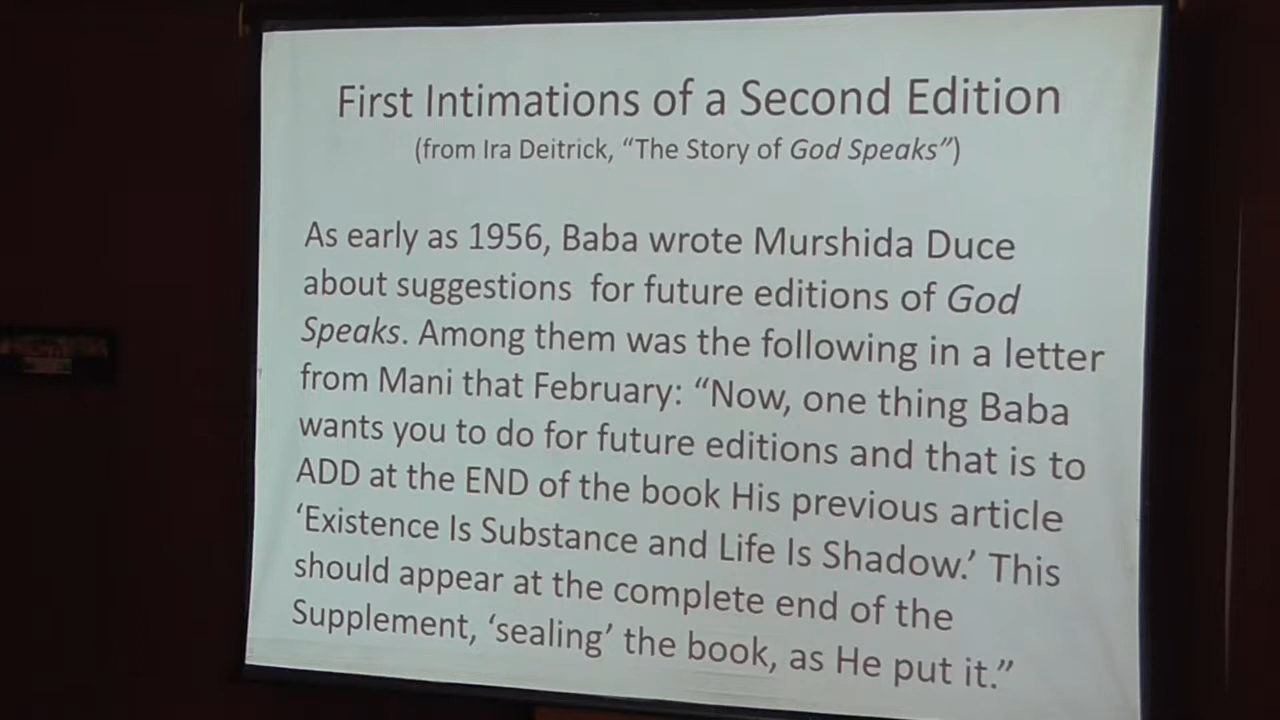 First Intimations of a Second Edition
(from Ira Deitrick, “The Story of God Speaks”)
As early as 1956, Baba wrote Murshida Duce
about suggestions for future editions of God
Speaks. Among them was the following in a letter
from Mani that February: “Now, one thing Baba
wants you to do for future editions and that is to
ADD at the END of the book His previous article
‘Existence Is Substance and Life Is Shadow.’ This
should appear at the complete end of the
Supplement, ‘sealing’ the book, as He put it.”